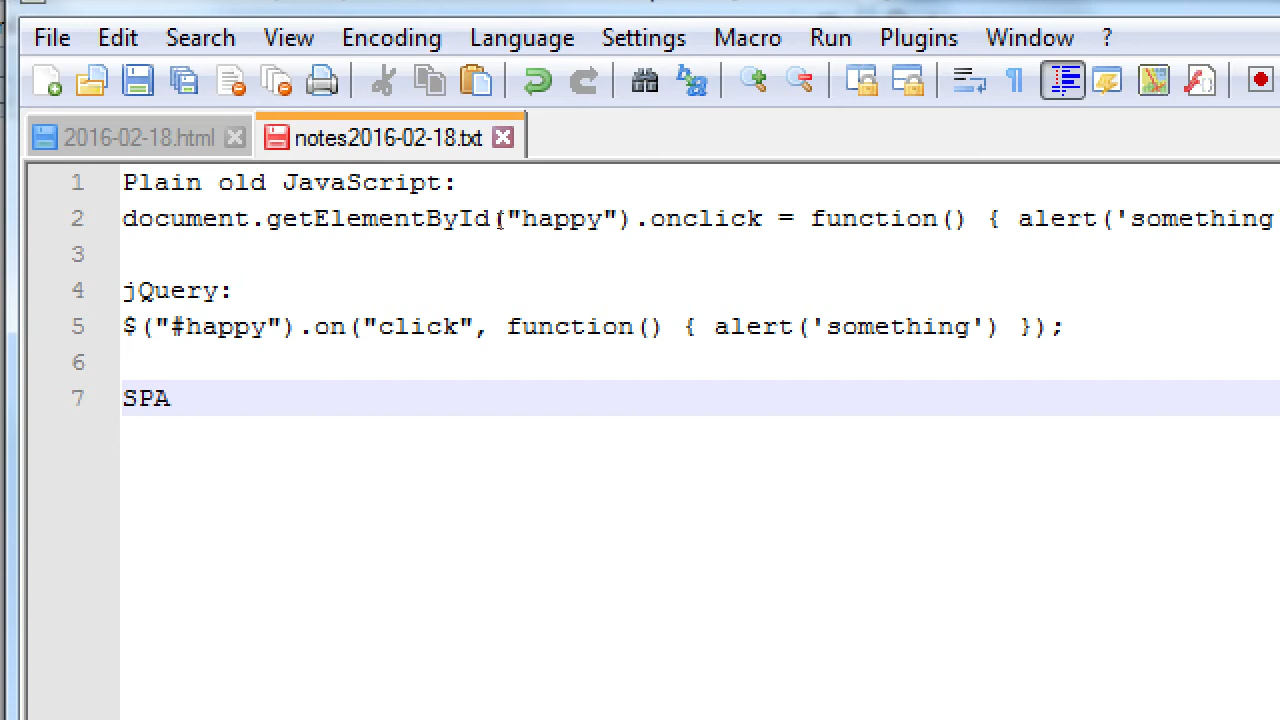 File Edit Search View Encoding Language Settings Macro Run Plugins Window ?
2016-02-18.html notes2016-02-18.txt
1 Plain old JavaScript:
2 document.getElementById("happy").onclick = function() { alert('something
3
4 jQuery:
5 $("#happy").on("click", function() { alert('something') });
6
7 SPA